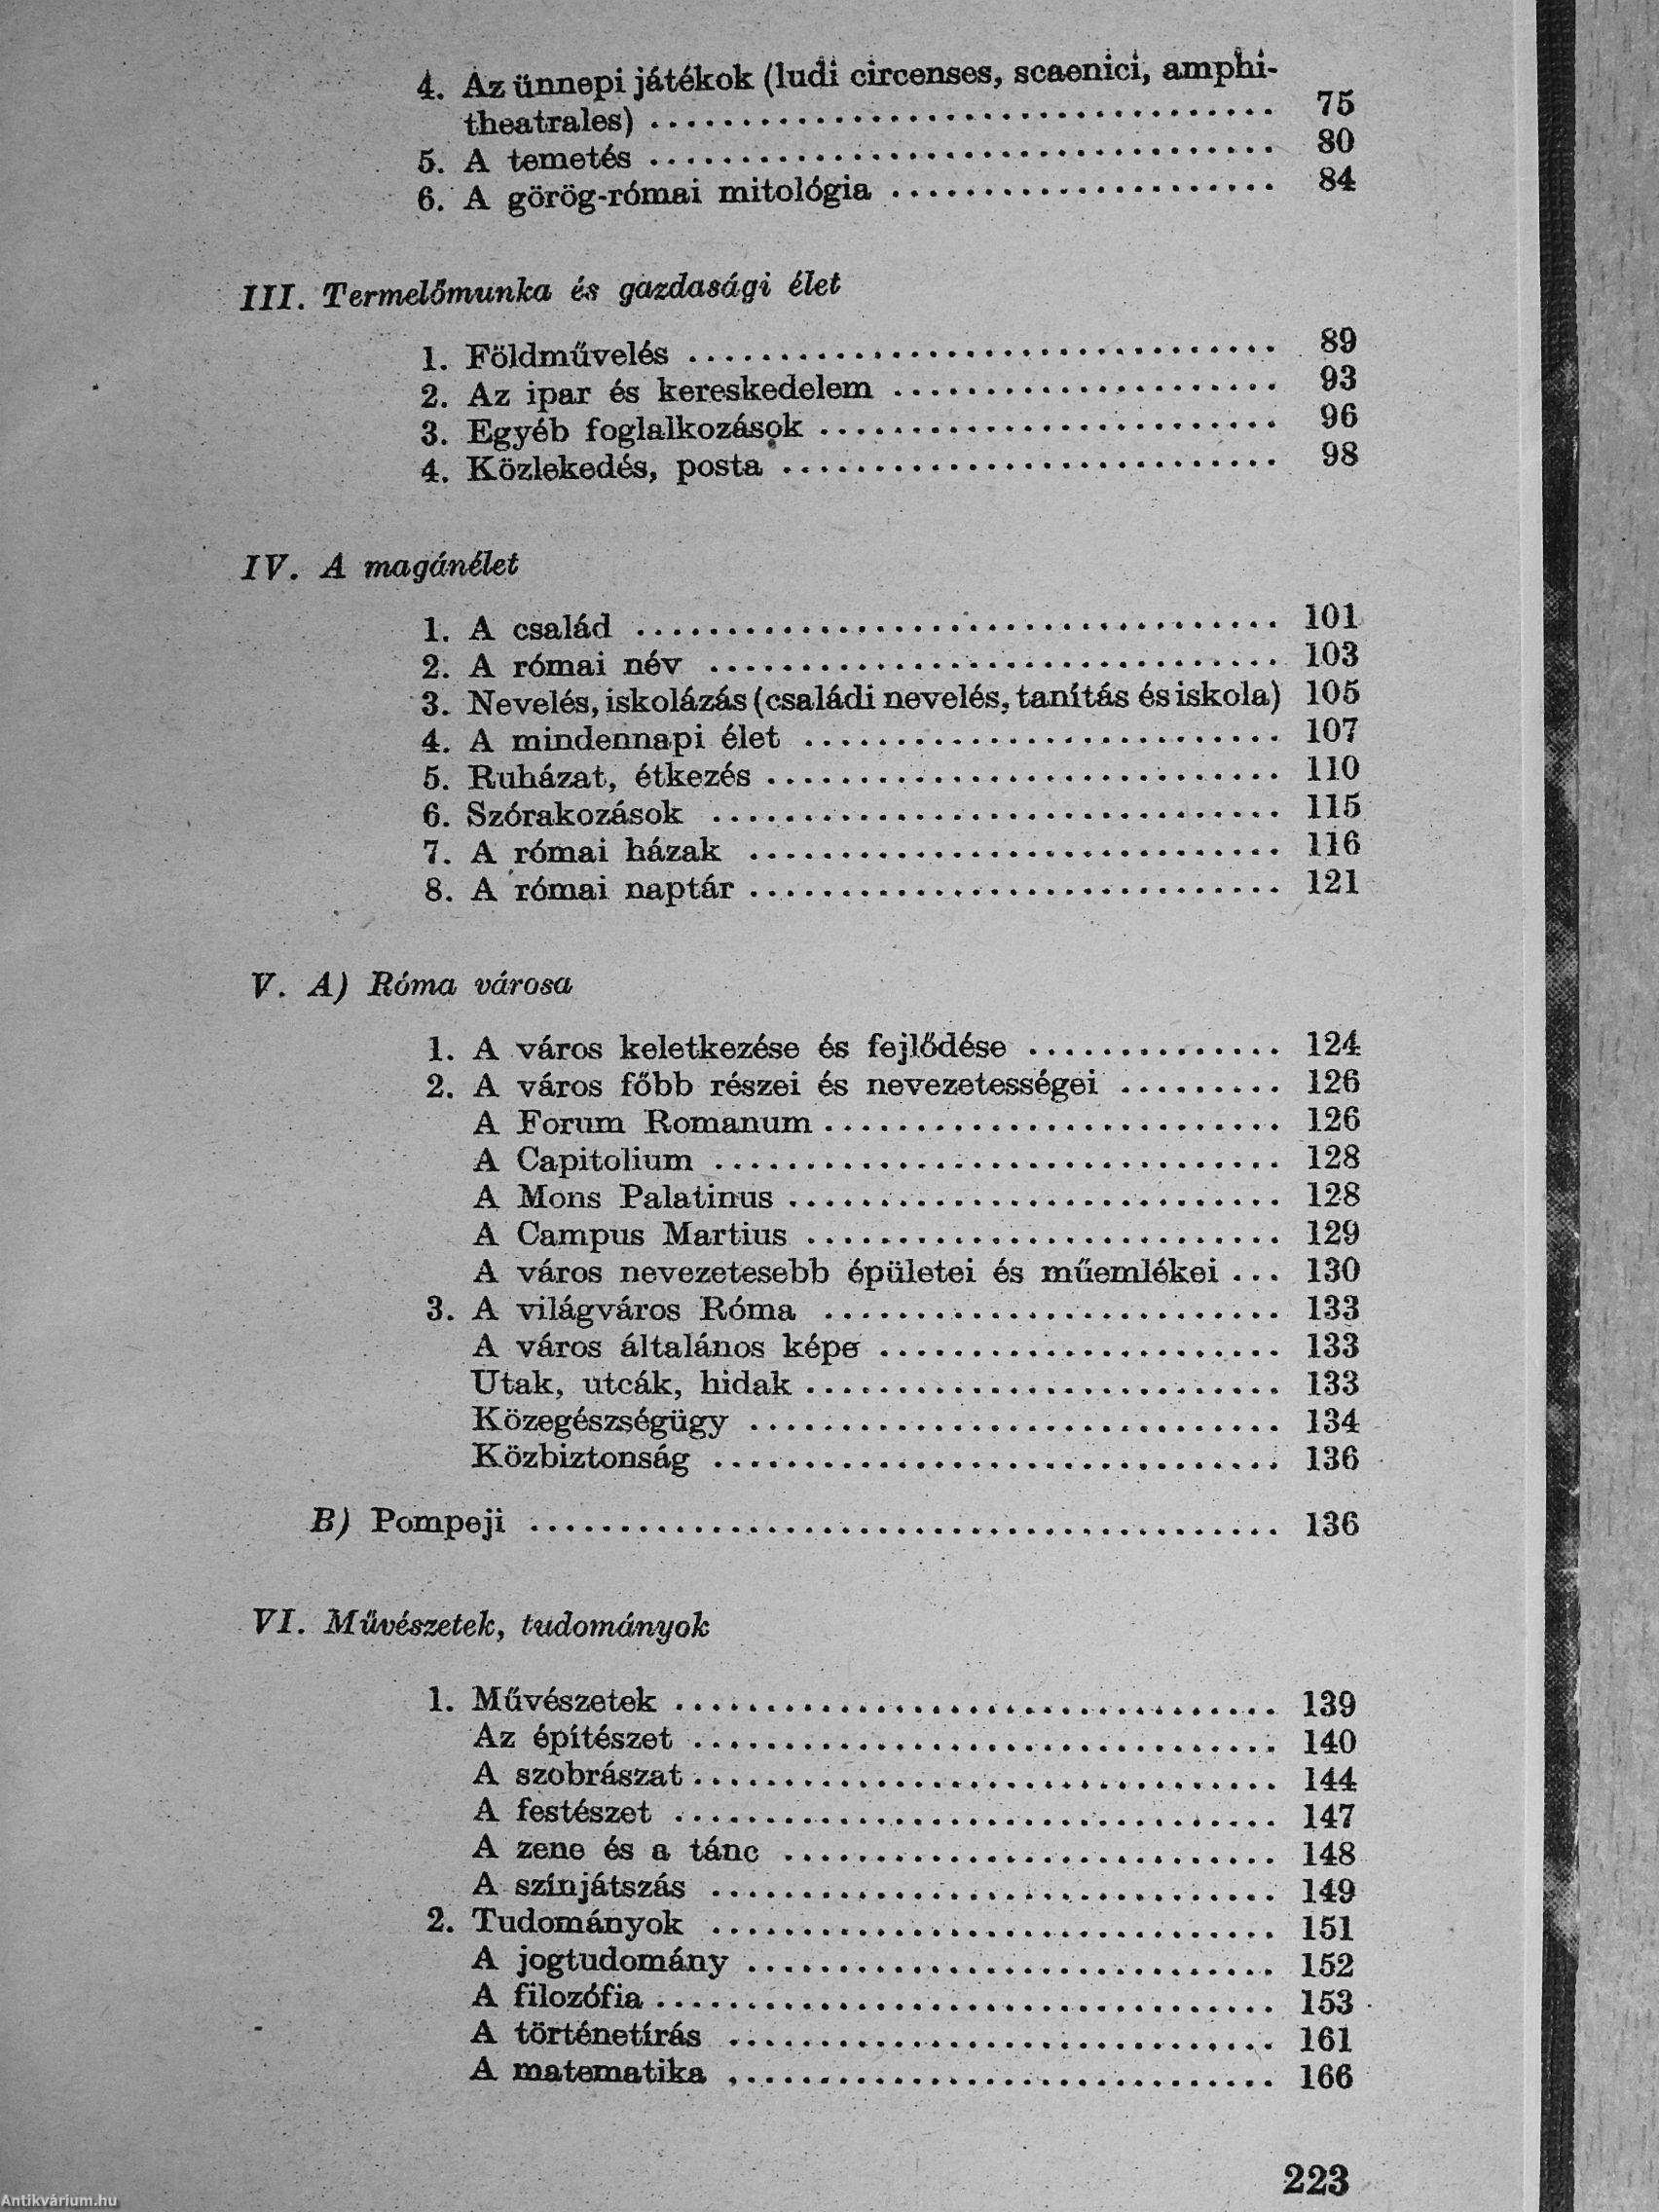 4. Az ünnepi játékok (ludi circenses, scaenici, amphi-
theatrales) ................................ 75
5. A temetés ................................ 80
6. A görög-római mitológia .................... 84
III. Termelőmunka és gazdasági élet
1. Földművelés ................................ 89
2. Az ipar és kereskedelem .................... 93
3. Egyéb foglalkozások ........................ 96
4. Közlekedés, posta .......................... 98
IV. A magánélet
1. A család .................................. 101
2. A római név .............................. 103
3. Nevelés, iskolázás (családi nevelés, tanítás és iskola) 105
4. A mindennapi élet ........................ 107
5. Ruházat, étkezés .......................... 110
6. Szórakozások .............................. 115
7. A római házak ............................ 116
8. A római naptár ............................ 121
V. A) Róma városa
1. A város keletkezése és fejlődése .............. 124
2. A város főbb részei és nevezetességei ......... 126
A Forum Romanum .......................... 126
A Capitolium .............................. 128
A Mons Palatinus .......................... 128
A Campus Martius .......................... 129
A város nevezetesebb épületei és műemlékei ... 130
3. A világváros Róma ........................ 133
A város általános képe ...................... 133
Utak, utcák, hidak .......................... 133
Közegészségügy ............................ 134
Közbiztonság .............................. 136
B) Pompeji ........................................ 136
VI. Művészetek, tudományok
1. Művészetek ................................ 139
Az építészet .............................. 140
A szobrászat .............................. 144
A festészet ................................ 147
A zene és a tánc .......................... 148
A színjátszás .............................. 149
2. Tudományok .............................. 151
A jogtudomány ............................ 152
A filozófia ................................ 153
A történetírás .............................. 161
A matematika .............................. 166
223
Antikvárium.hu